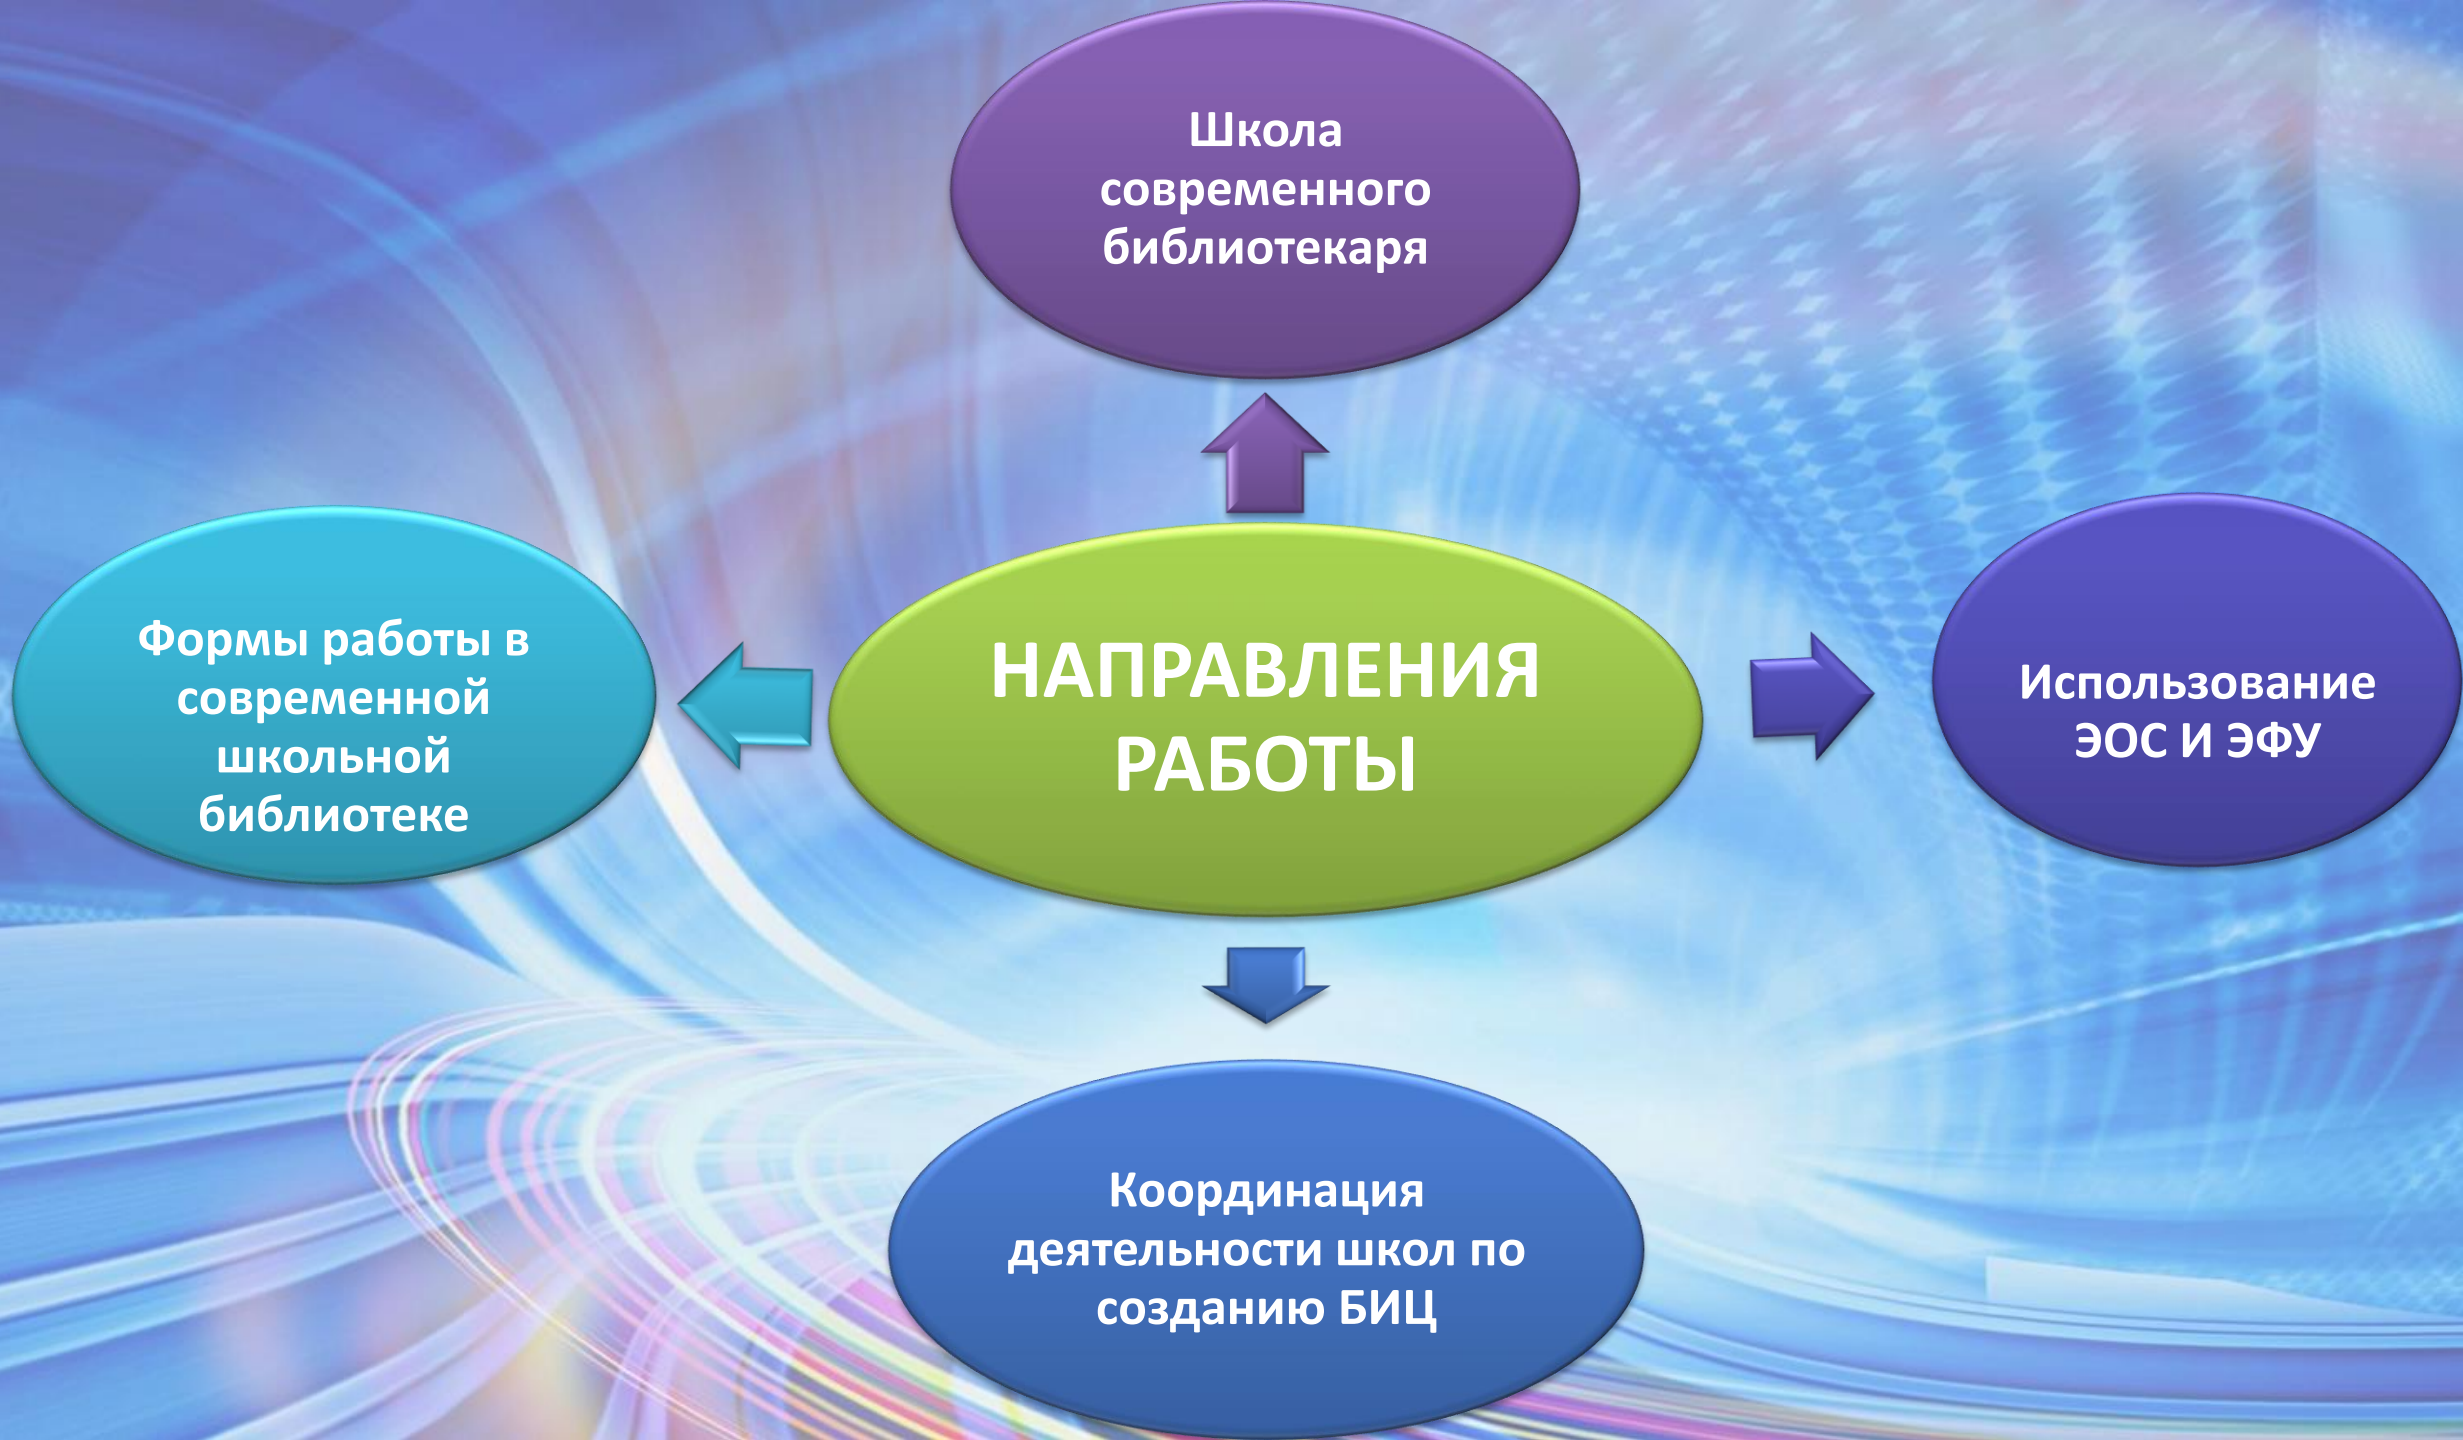 Школа
современного
библиотекаря
Формы работы в
современной
школьной
библиотеке
НАПРАВЛЕНИЯ
РАБОТЫ
Использование
ЭОС И ЭФУ
Координация
деятельности школ по
созданию БИЦ